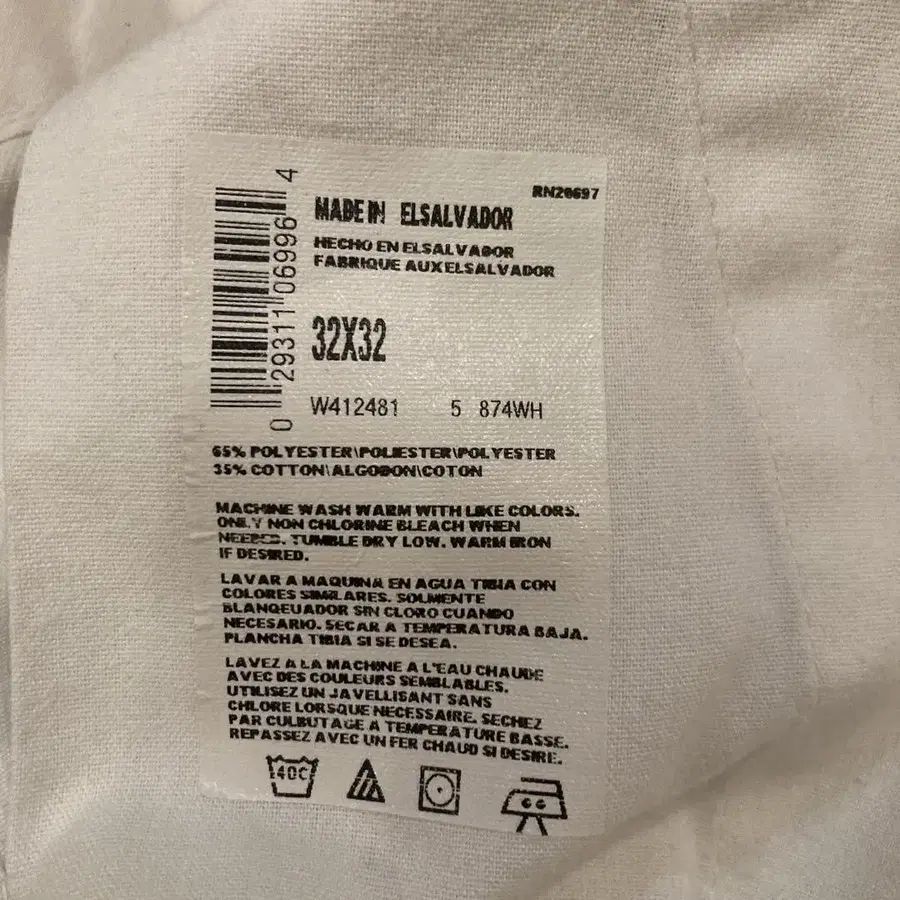 RN20697
MADE IN ELSALVADOR
HECHO EN ELSALVADOR
FABRIQUE AUXELSALVADOR
0 29311 06996 4
32X32
W412481 5 874WH
65% POLYESTER\POLIESTER\POLYESTER
35% COTTON\ALGODON\COTON
MACHINE WASH WARM WITH LIKE COLORS.
ONLY NON CHLORINE BLEACH WHEN
NEEDED. TUMBLE DRY LOW. WARM IRON
IF DESIRED.
LAVAR A MAQUINA EN AGUA TIBIA CON
COLORES SIMILARES. SOLMENTE
BLANQEUADOR SIN CLORO CUANDO
NECESARIO. SECAR A TEMPERATURA BAJA.
PLANCHA TIBIA SI SE DESEA.
LAVEZ A LA MACHINE A L'EAU CHAUDE
AVEC DES COULEURS SEMBLABLES.
UTILISEZ UN JAVELLISANT SANS
CHLORE LORSQUE NECESSAIRE. SECHEZ
PAR CULBUTAGE A TEMPERATURE BASSE.
REPASSEZ AVEC UN FER CHAUD SI DESIRE.
40C